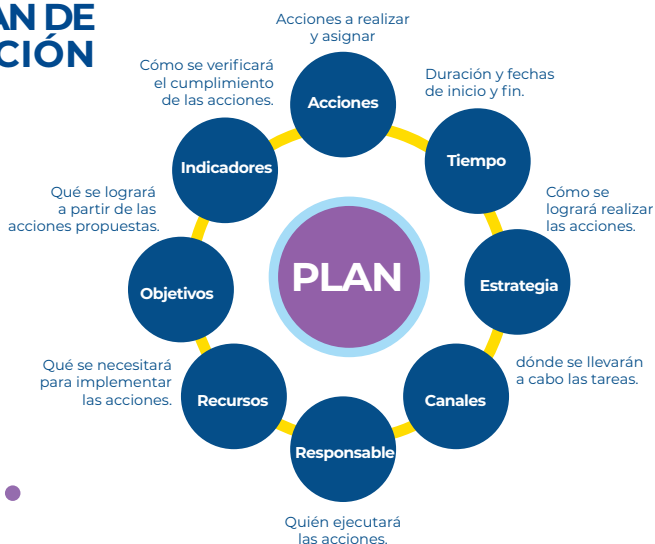 AN DE
CIÓN
Acciones a realizar
y asignar
Acciones
Duración y fechas
de inicio y fin.
Tiempo
Cómo se
logrará realizar
las acciones.
Estrategia
dónde se llevarán
a cabo las tareas.
Canales
Quién ejecutará
las acciones.
Responsable
Qué se necesitará
para implementar
las acciones.
Recursos
Qué se logrará
a partir de las
acciones propuestas.
Objetivos
Cómo se verificará
el cumplimiento
de las acciones.
Indicadores
PLAN